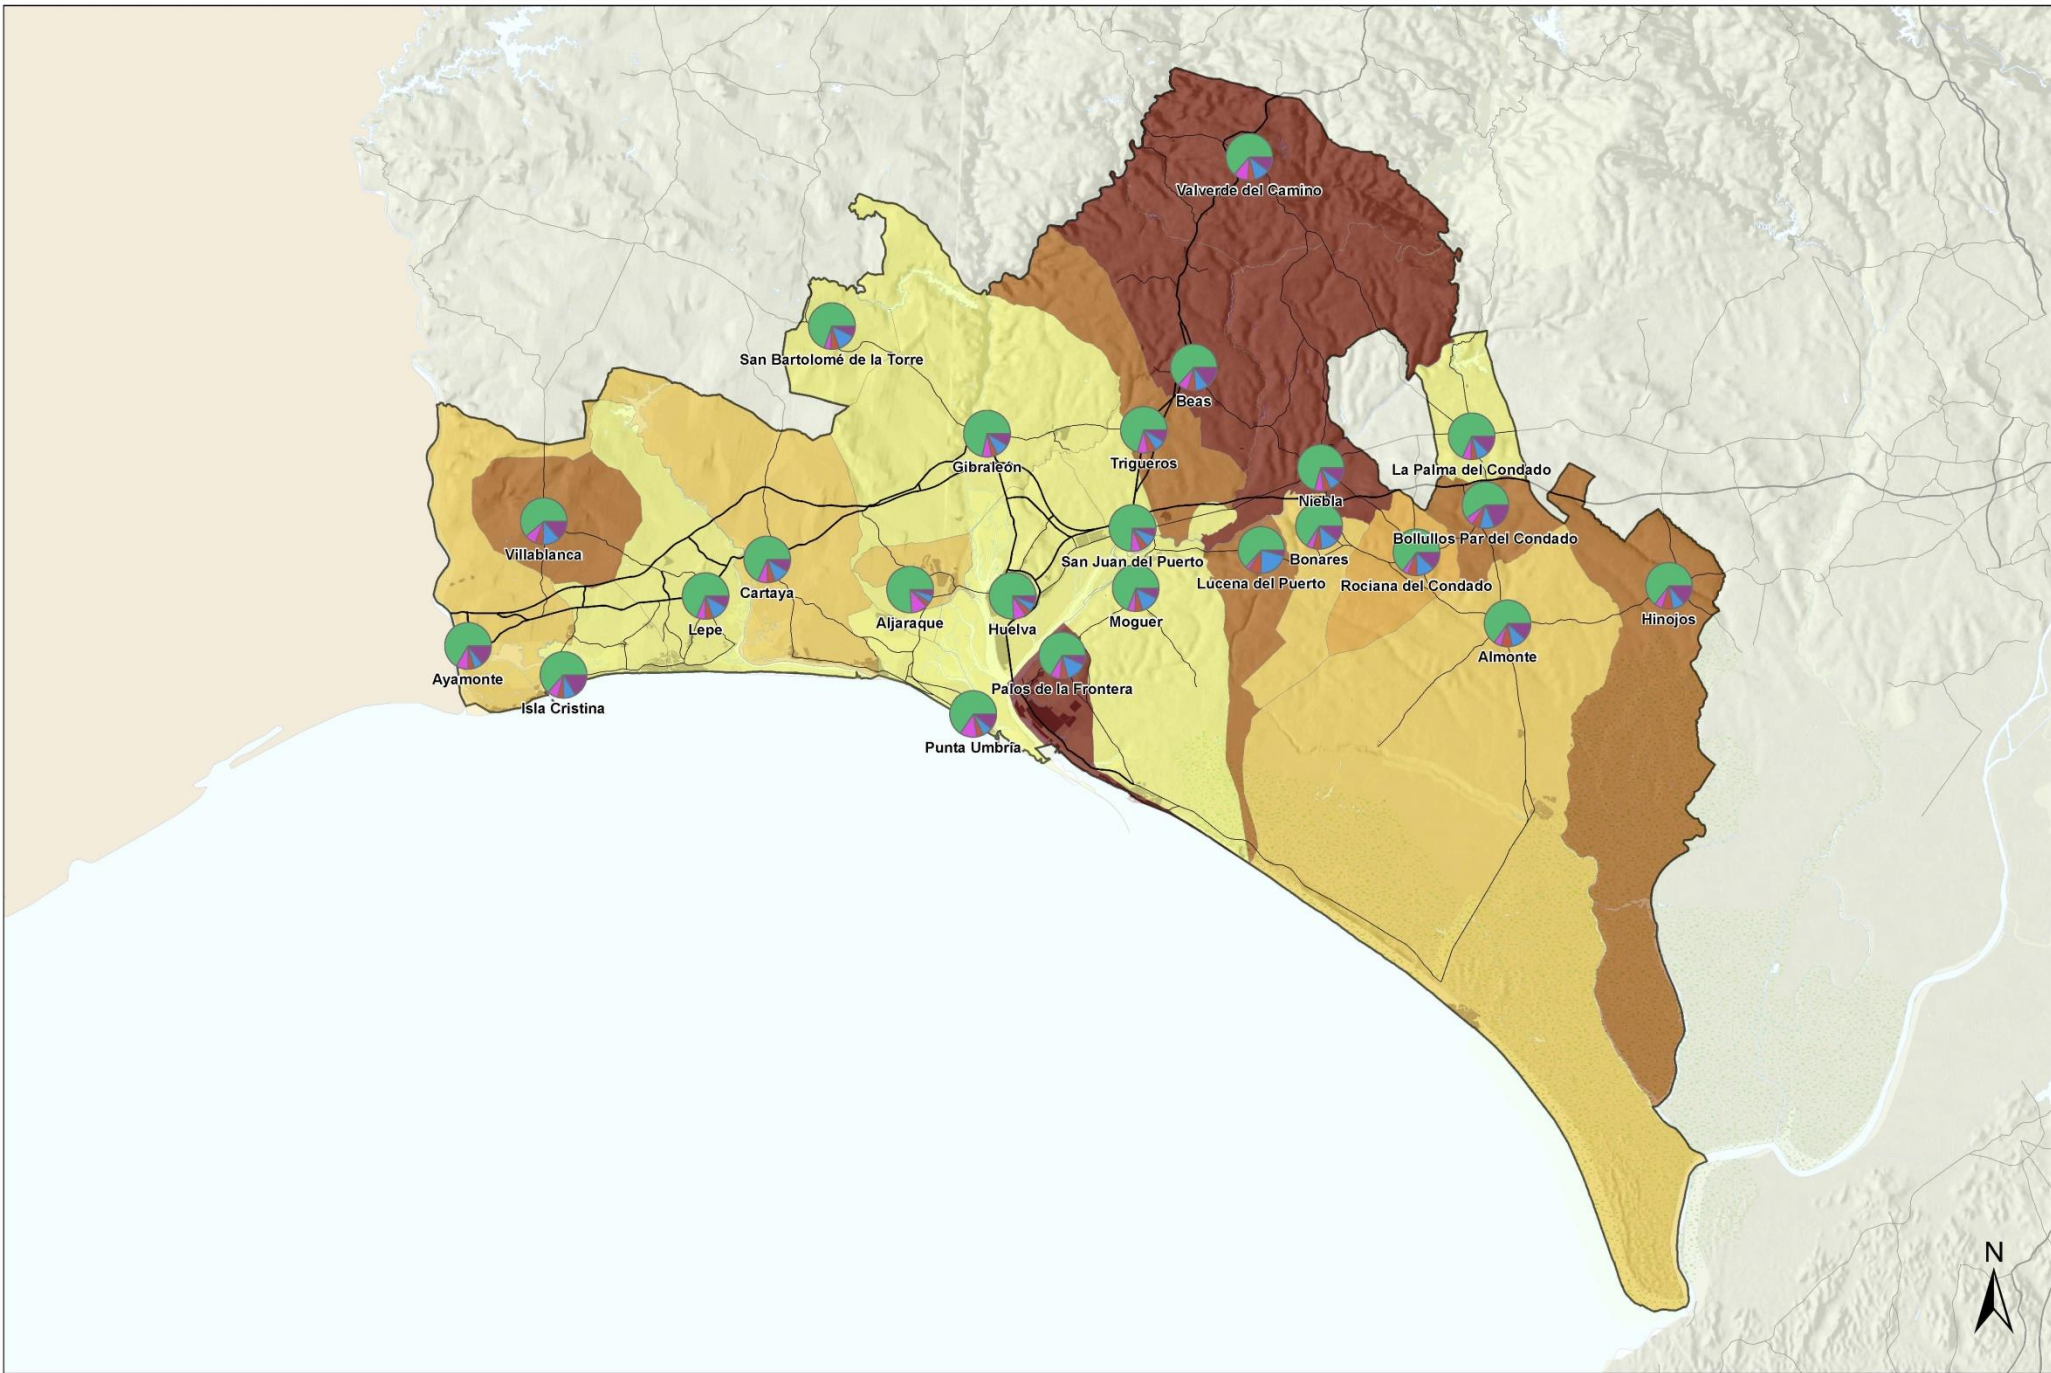 Valverde del Camino
San Bartolomé de la Torre
Beas
Gibraleón
Trigueros
La Palma del Condado
Niebla
Villablanca
Bollullos Par del Condado
San Juan del Puerto
Bonares
Lucena del Puerto
Rociana del Condado
Cartaya
Aljaraque
Huelva
Moguer
Hinojos
Lepe
Almonte
Ayamonte
Palos de la Frontera
Isla Cristina
Punta Umbría
N